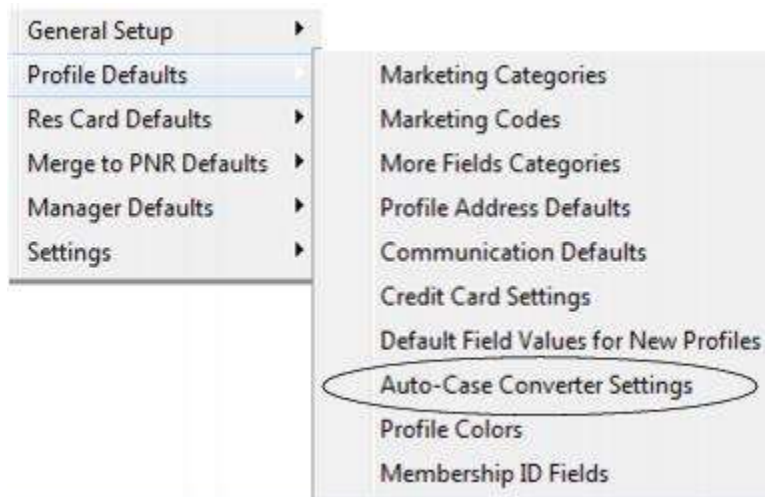 General Setup
Profile Defaults
Res Card Defaults
Merge to PNR Defaults
Manager Defaults
Settings
Marketing Categories
Marketing Codes
More Fields Categories
Profile Address Defaults
Communication Defaults
Credit Card Settings
Default Field Values for New Profiles
Auto-Case Converter Settings
Profile Colors
Membership ID Fields